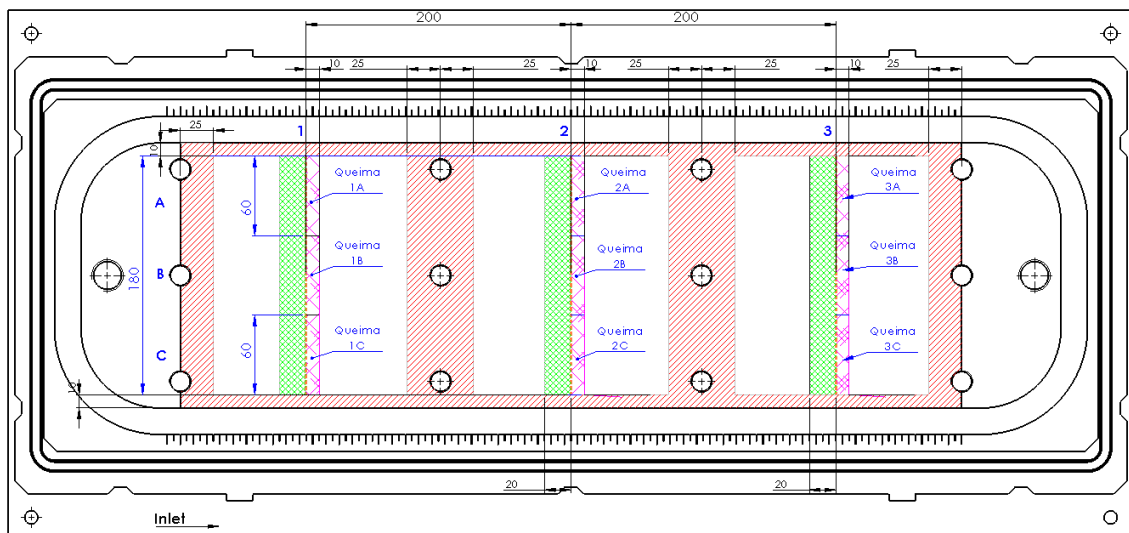 200 200
10 25 25 10 25 25 10 25
25 1 2 3
10
Queima 1A Queima 2A Queima 3A
A 60
Queima 1B Queima 2B Queima 3B
B 180
Queima 1C Queima 2C Queima 3C
C 60
10
20 20
Inlet